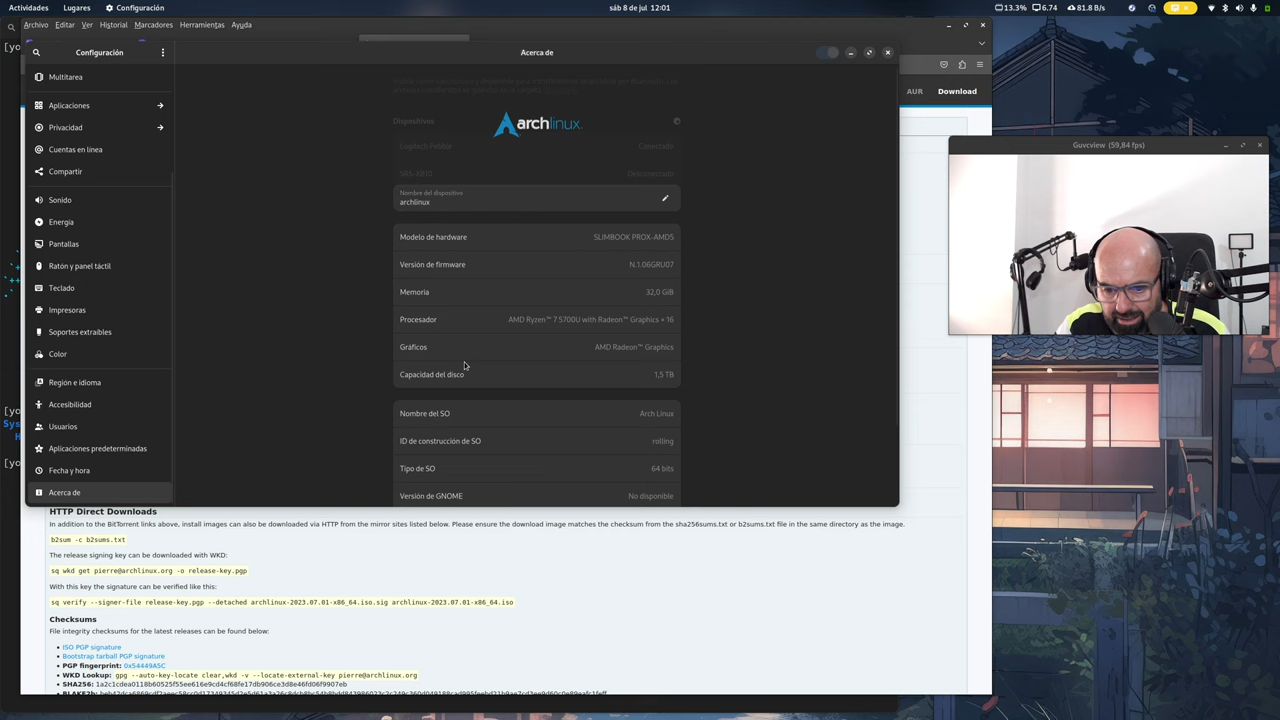 Actividades Lugares Configuración sáb 8 de jul 12:01 13.3% 6.74 81.8 B/s
Archivo Editar Ver Historial Marcadores Herramientas Ayuda
Configuración
Acerca de
Multitarea
Aplicaciones
Privacidad
Cuentas en línea
Compartir
Sonido
Energía
Pantallas
Ratón y panel táctil
Teclado
Impresoras
Soportes extraíbles
Color
Región e idioma
Accesibilidad
Usuarios
Aplicaciones predeterminadas
Fecha y hora
Acerca de
Dispositivos
archlinux
Logitech Pebble Conectado
Desconectado
Nombre del dispositivo
archlinux
Modelo de hardware SLIMBOOK PROX-AMD5
Versión de firmware N.1.06GRU07
Memoria 32,0 GiB
Procesador AMD Ryzen™ 7 5700U with Radeon™ Graphics × 16
Gráficos AMD Radeon™ Graphics
Capacidad del disco 1,5 TB
Nombre del SO Arch Linux
ID de construcción de SO rolling
Tipo de SO 64 bits
Versión de GNOME No disponible
AUR Download
Guvcview (59,84 fps)
[yo
[yo
Sys
H
[yo
HTTP Direct Downloads
In addition to the BitTorrent links above, install images can also be downloaded via HTTP from the mirror sites listed below. Please ensure the download image matches the checksum from the sha256sums.txt or b2sums.txt file in the same directory as the image.
b2sum -c b2sums.txt
The release signing key can be downloaded with WKD:
sq wkd get pierre@archlinux.org -o release-key.pgp
With this key the signature can be verified like this:
sq verify --signer-file release-key.pgp --detached archlinux-2023.07.01-x86_64.iso.sig archlinux-2023.07.01-x86_64.iso
Checksums
File integrity checksums for the latest releases can be found below:
• ISO PGP signature
• Bootstrap tarball PGP signature
• PGP fingerprint: 0x54449A5C
• WKD Lookup: gpg --auto-key-locate clear,wkd -v --locate-external-key pierre@archlinux.org
• SHA256: 1a2c1cdea0118b60525f55ee616e9cd4cf68fe17db906ce3d8e46fd06f9907eb